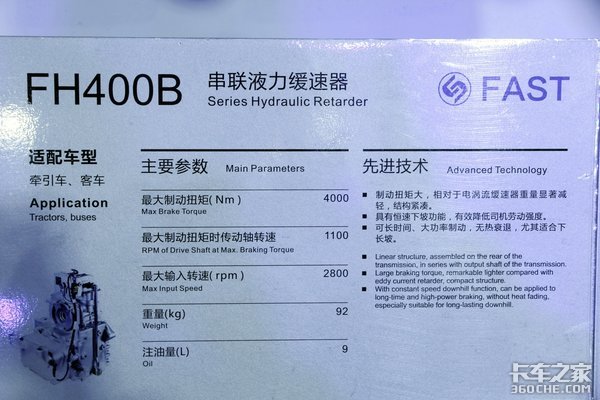 FH400B
串联液力缓速器
Series Hydraulic Retarder
FAST
适配车型
牵引车、客车
Application
Tractors, buses
主要参数 Main Parameters
最大制动扭矩(Nm) 4000
Max Brake Torque
最大制动扭矩时传动轴转速 1100
RPM of Drive Shaft at Max. Braking Torque
最大输入转速(rpm) 2800
Max Input Speed
重量(kg) 92
Weight
注油量(L) 9
Oil
先进技术 Advanced Technology
制动扭矩大，相对于电涡流缓速器重量显著减
轻，结构紧凑。
具有恒速下坡功能，有效降低司机劳动强度。
可长时间、大功率制动，无热衰退，尤其适合下
长坡。
Linear structure, assembled on the rear of the
transmission, in series with output shaft of the transmission.
Large braking torque, remarkable lighter compared with
eddy current retarder, compact structure.
With constant speed downhill function, can be applied to
long-time and high-power braking, without heat fading,
especially suitable for long-lasting downhill.
卡车之家
360CHE.COM